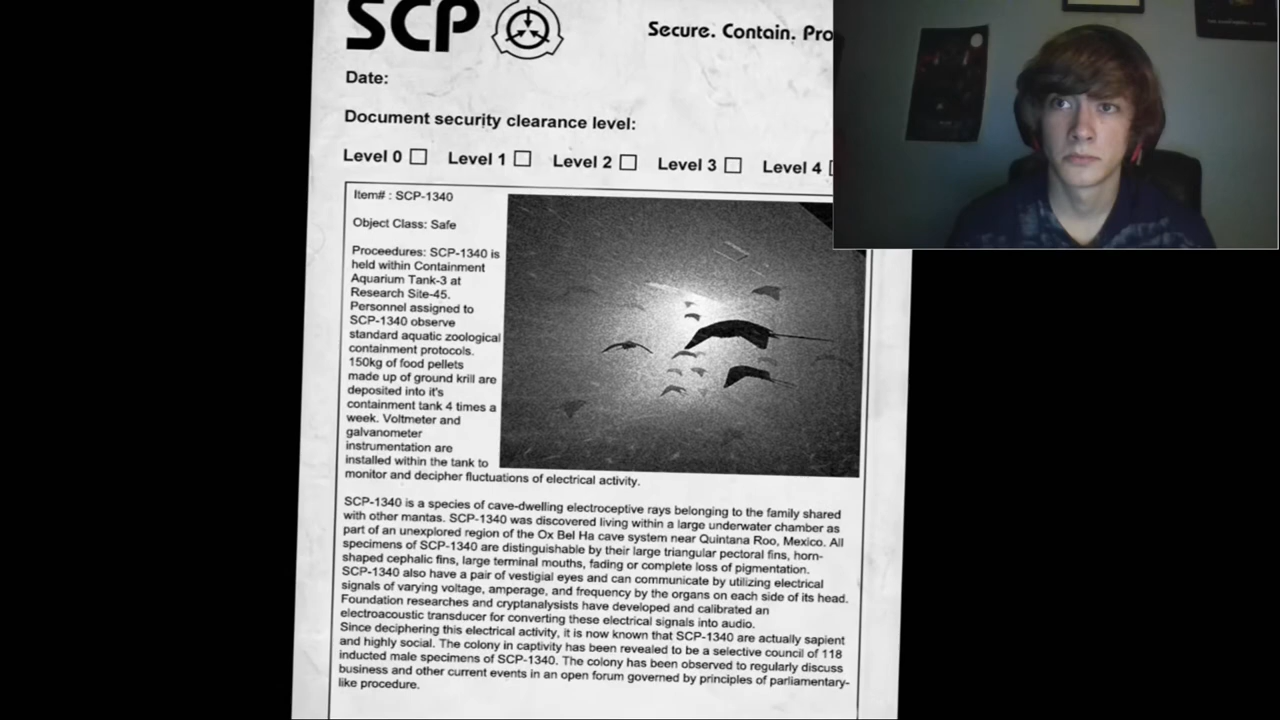 SCP
Secure. Contain. Pro
Date:
Document security clearance level:
Level 0 Level 1 Level 2 Level 3 Level 4
Item# : SCP-1340
Object Class: Safe
Proceedures: SCP-1340 is
held within Containment
Aquarium Tank-3 at
Research Site-45.
Personnel assigned to
SCP-1340 observe
standard aquatic zoological
containment protocols.
150kg of food pellets
made up of ground krill are
deposited into it's
containment tank 4 times a
week. Voltmeter and
galvanometer
instrumentation are
installed within the tank to
monitor and decipher fluctuations of electrical activity.
SCP-1340 is a species of cave-dwelling electroceptive rays belonging to the family shared
with other mantas. SCP-1340 was discovered living within a large underwater chamber as
part of an unexplored region of the Ox Bel Ha cave system near Quintana Roo, Mexico. All
specimens of SCP-1340 are distinguishable by their large triangular pectoral fins, horn-
shaped cephalic fins, large terminal mouths, fading or complete loss of pigmentation.
SCP-1340 also have a pair of vestigial eyes and can communicate by utilizing electrical
signals of varying voltage, amperage, and frequency by the organs on each side of its head.
Foundation researches and cryptanalysists have developed and calibrated an
electroacoustic transducer for converting these electrical signals into audio.
Since deciphering this electrical activity, it is now known that SCP-1340 are actually sapient
and highly social. The colony in captivity has been revealed to be a selective council of 118
inducted male specimens of SCP-1340. The colony has been observed to regularly discuss
business and other current events in an open forum governed by principles of parliamentary-
like procedure.